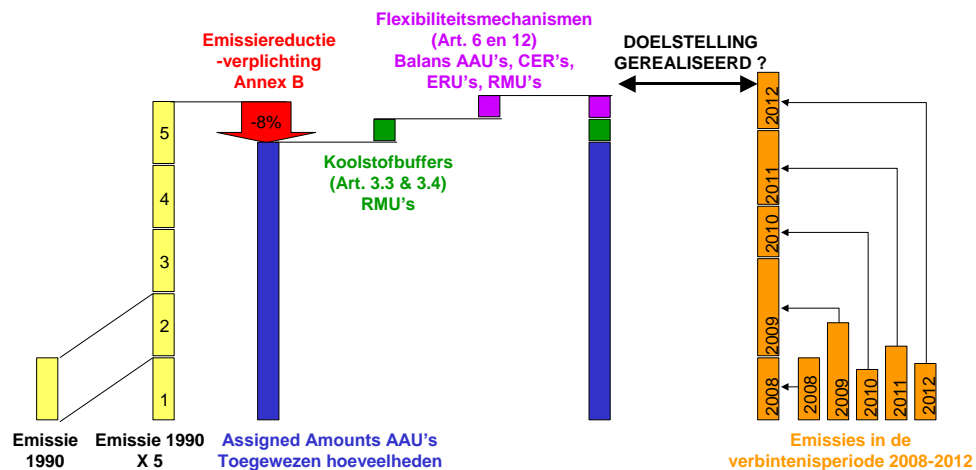 Flexibiliteitsmechanismen
(Art. 6 en 12)
Balans AAU's, CER's,
ERU's, RMU's
Emissiereductie
-verplichting
Annex B
DOELSTELLING
GEREALISEERD ?
-8%
Koolstofbuffers
(Art. 3.3 & 3.4)
RMU's
5
4
3
2
1
2012
2011
2010
2009
2008
2008
2009
2010
2011
2012
Emissie
1990
Emissie 1990
X 5
Assigned Amounts AAU's
Toegewezen hoeveelheden
Emissies in de
verbintenisperiode 2008-2012